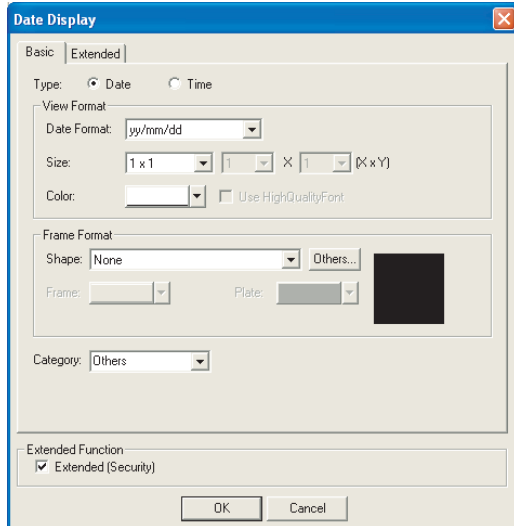 Date Display
Basic Extended
Type: Date Time
View Format
Date Format: yy/mm/dd
Size: 1 x 1 1 X 1 (X x Y)
Color: Use HighQualityFont
Frame Format
Shape: None Others...
Frame: Plate:
Category: Others
Extended Function
Extended (Security)
OK Cancel